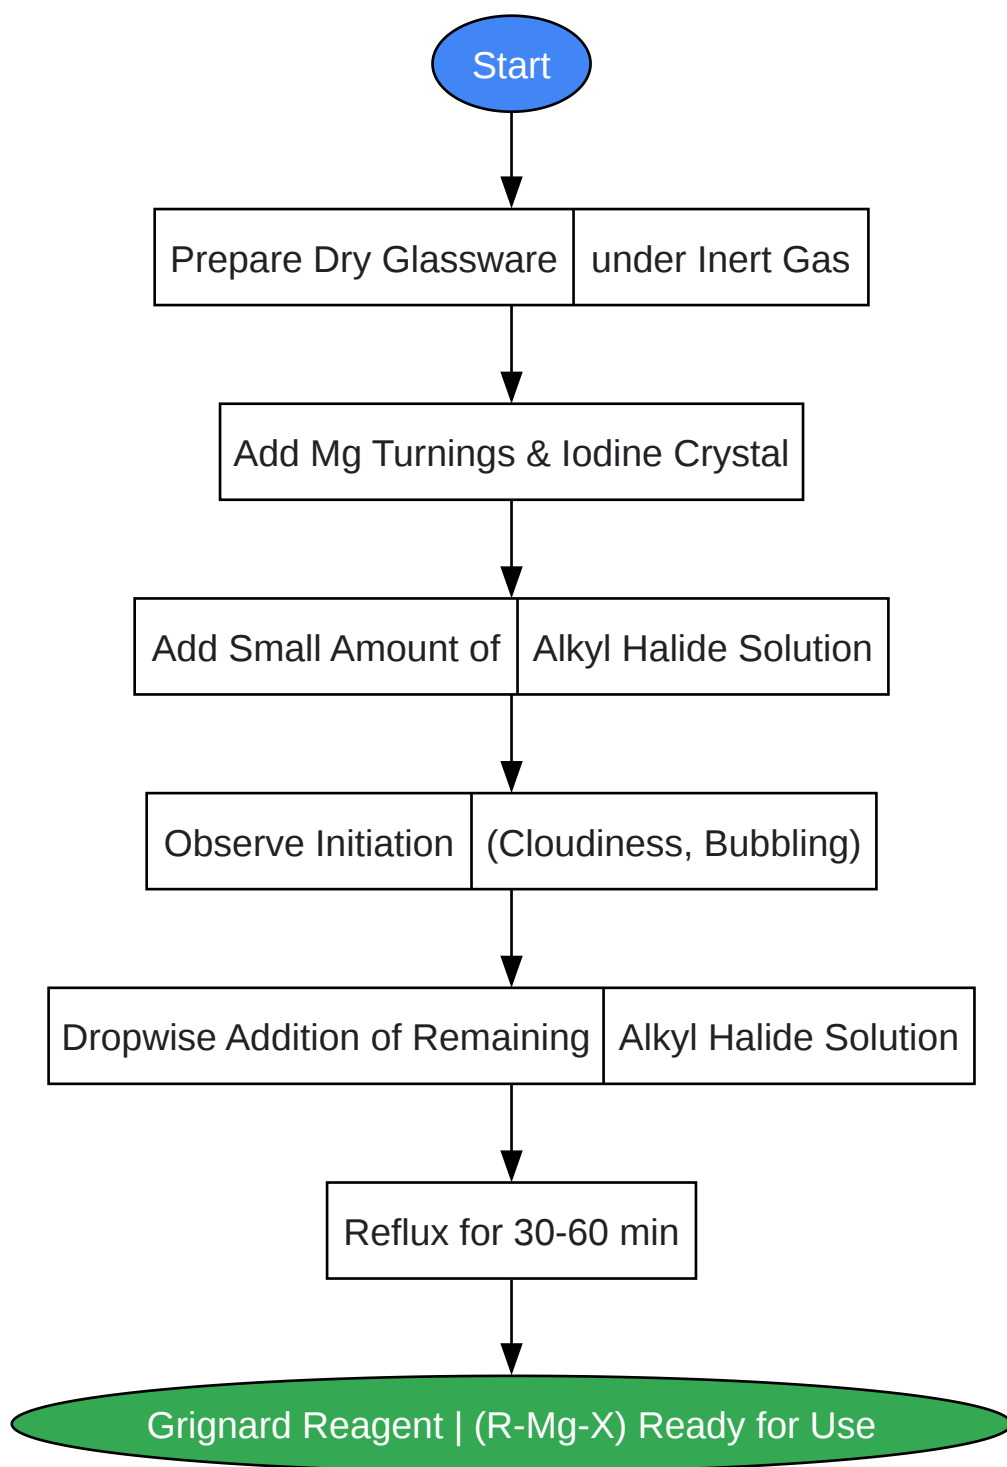 Start
Prepare Dry Glassware under Inert Gas
Add Mg Turnings & Iodine Crystal
Add Small Amount of Alkyl Halide Solution
Observe Initiation (Cloudiness, Bubbling)
Dropwise Addition of Remaining Alkyl Halide Solution
Reflux for 30-60 min
Grignard Reagent | (R-Mg-X) Ready for Use